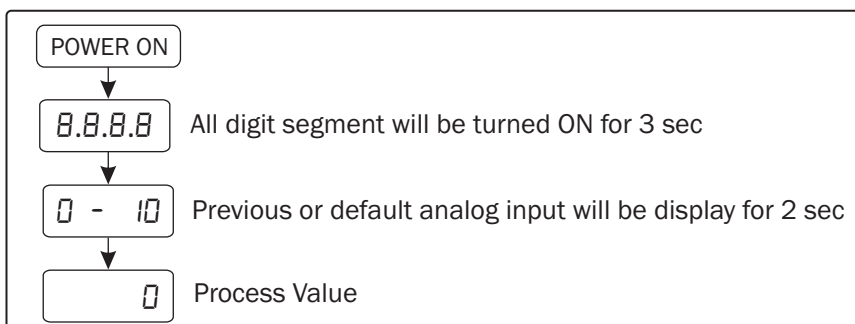 POWER ON
8.8.8.8 All digit segment will be turned ON for 3 sec
0 - 10 Previous or default analog input will be display for 2 sec
0 Process Value